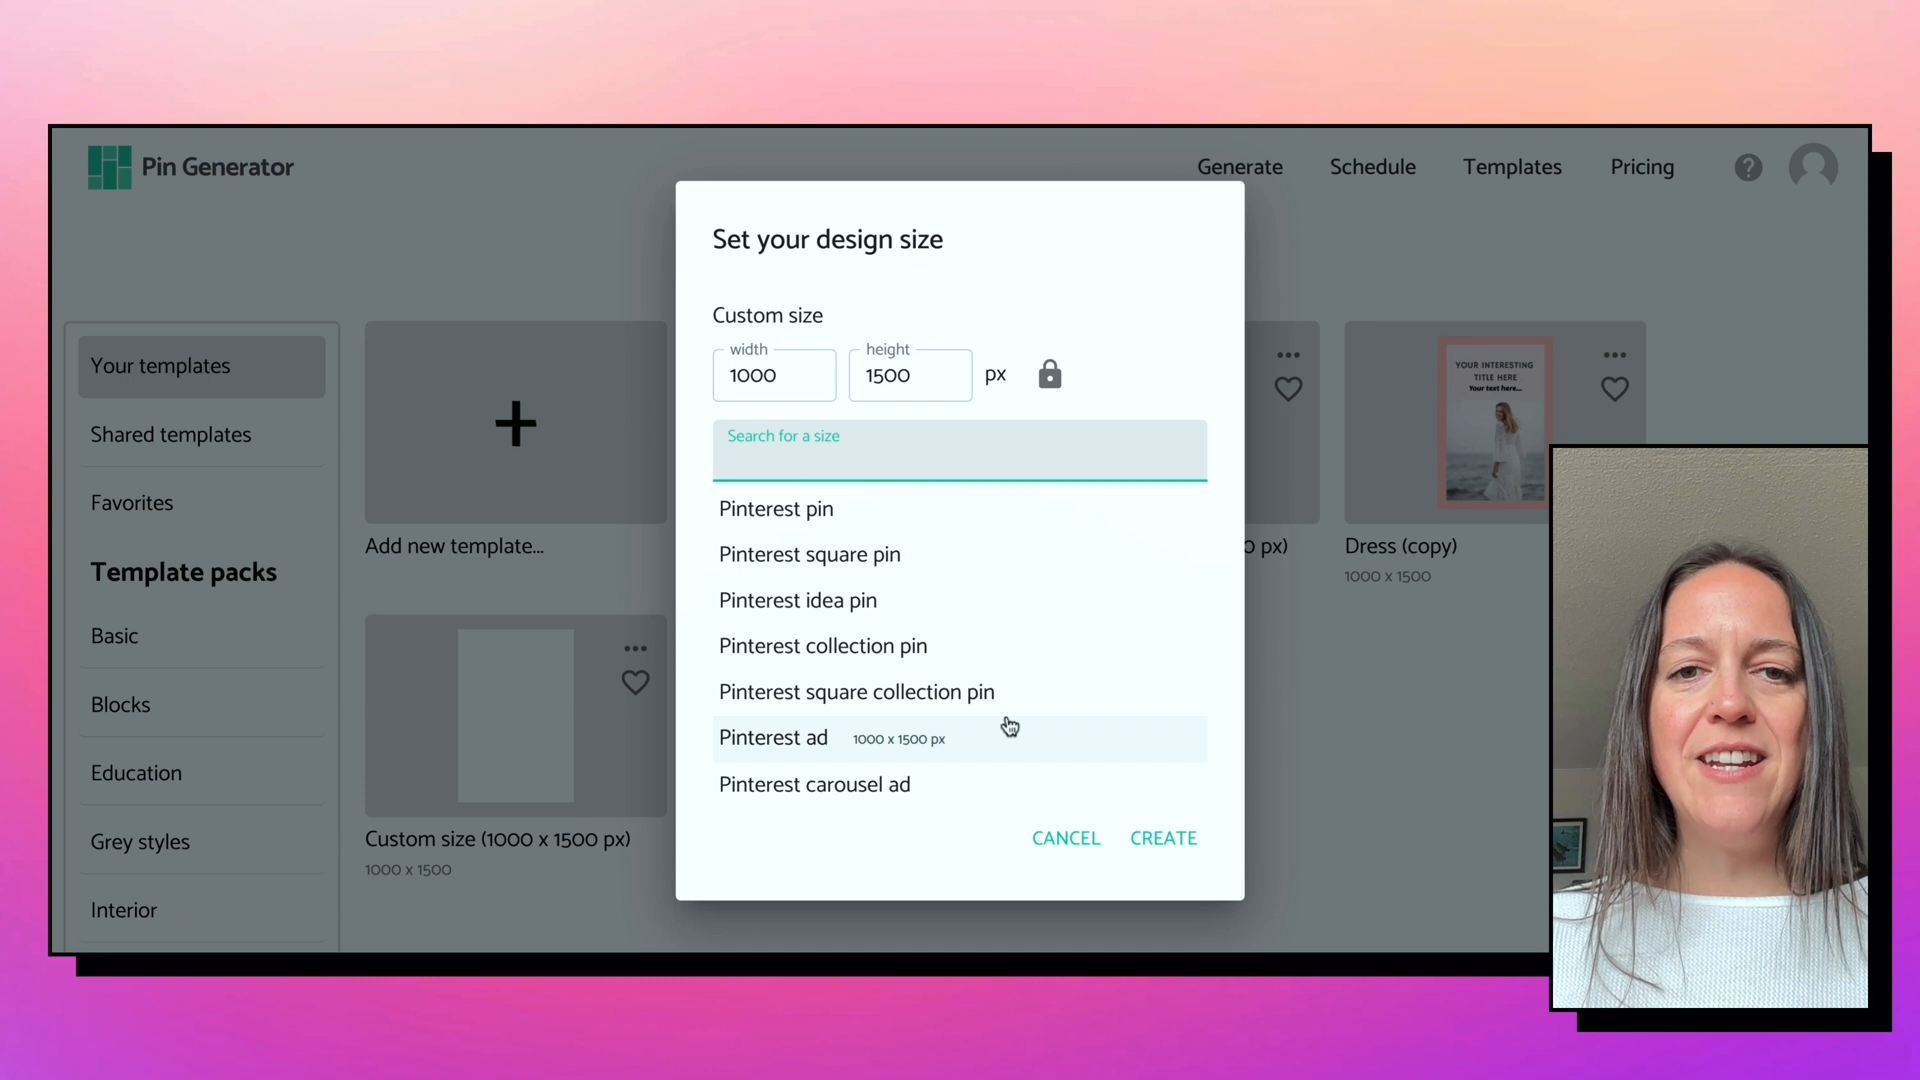 Pin Generator
Generate
Schedule
Templates
Pricing
?
Set your design size
Custom size
width
1000
height
1500
px
Search for a size
Pinterest pin
Pinterest square pin
Pinterest idea pin
Pinterest collection pin
Pinterest square collection pin
Pinterest ad 1000 x 1500 px
Pinterest carousel ad
CANCEL
CREATE
Your templates
Shared templates
Favorites
Template packs
Basic
Blocks
Education
Grey styles
Interior
Add new template...
Custom size (1000 x 1500 px)
1000 x 1500
0 px)
YOUR INTERESTING
TITLE HERE
Your text here...
Dress (copy)
1000 x 1500